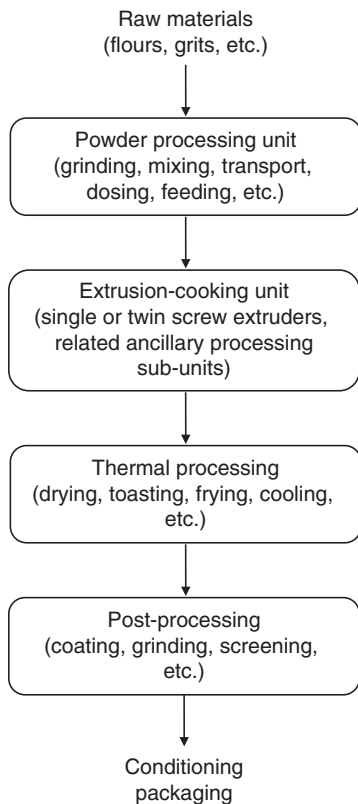 Raw materials
(flours, grits, etc.)
Powder processing unit
(grinding, mixing, transport,
dosing, feeding, etc.)
Extrusion-cooking unit
(single or twin screw extruders,
related ancillary processing
sub-units)
Thermal processing
(drying, toasting, frying, cooling,
etc.)
Post-processing
(coating, grinding, screening,
etc.)
Conditioning
packaging